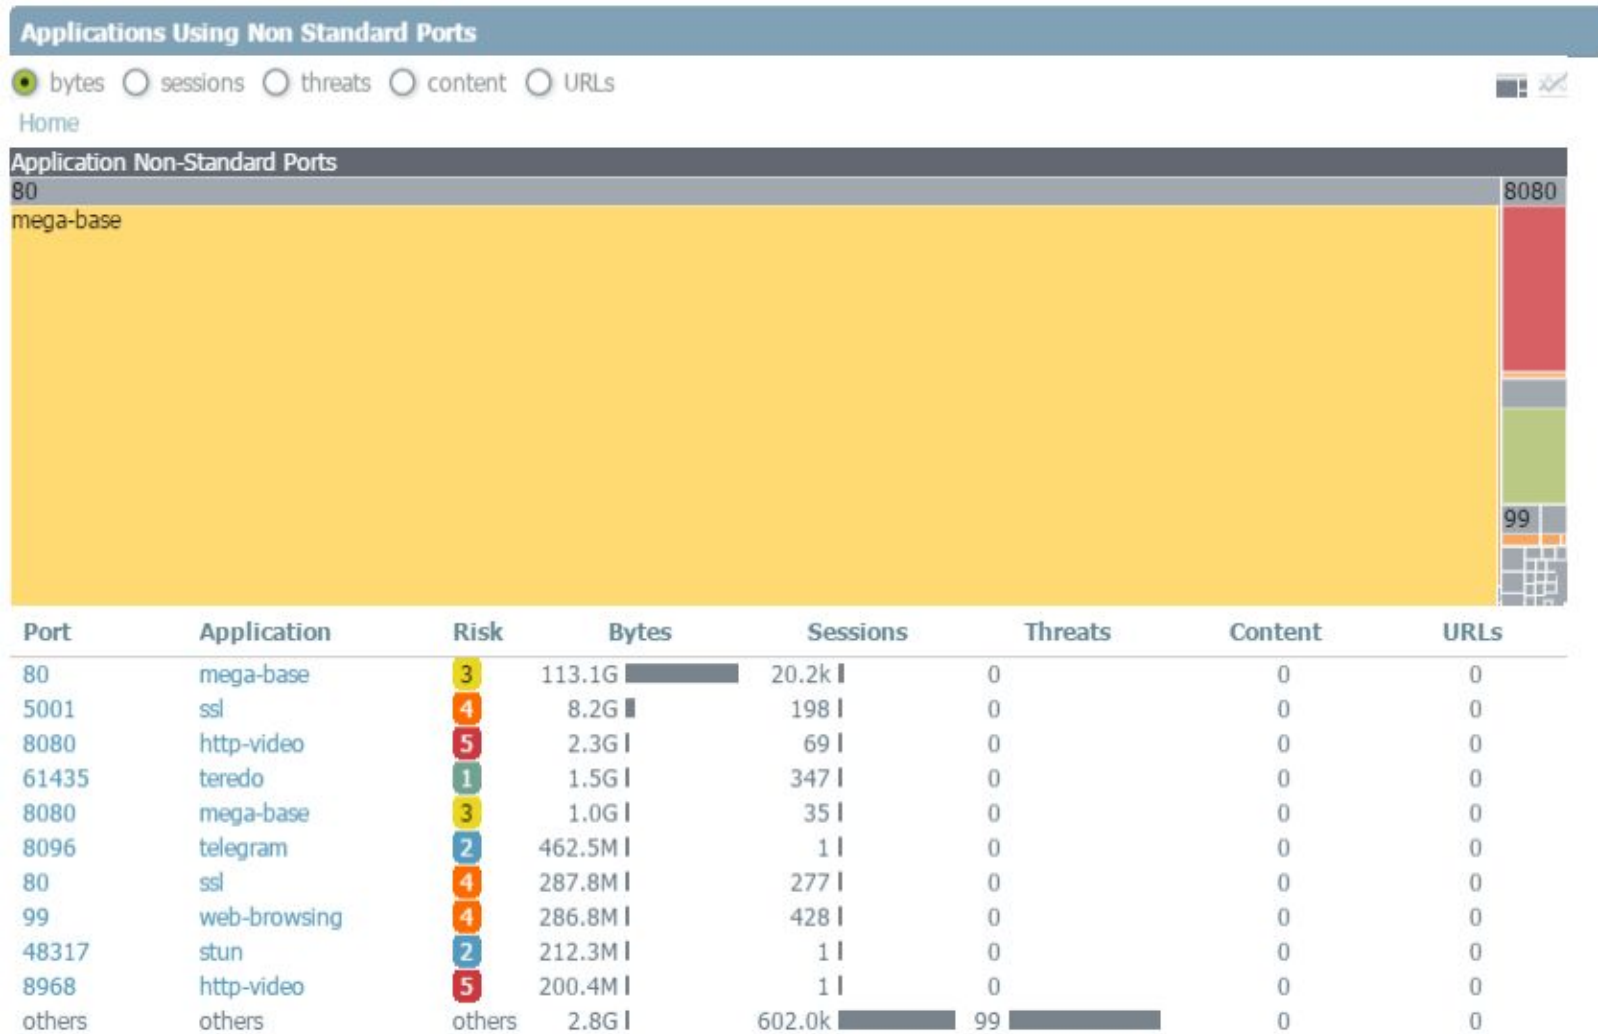 Applications Using Non Standard Ports
bytes sessions threats content URLs
Home
Application Non-Standard Ports
80 8080
mega-base
99
Port Application Risk Bytes Sessions Threats Content URLs
80 mega-base 3 113.1G 20.2k 0 0 0
5001 ssl 4 8.2G 198 0 0 0
8080 http-video 5 2.3G 69 0 0 0
61435 teredo 1 1.5G 347 0 0 0
8080 mega-base 3 1.0G 35 0 0 0
8096 telegram 2 462.5M 1 0 0 0
80 ssl 4 287.8M 277 0 0 0
99 web-browsing 4 286.8M 428 0 0 0
48317 stun 2 212.3M 1 0 0 0
8968 http-video 5 200.4M 1 0 0 0
others others others 2.8G 602.0k 99 0 0